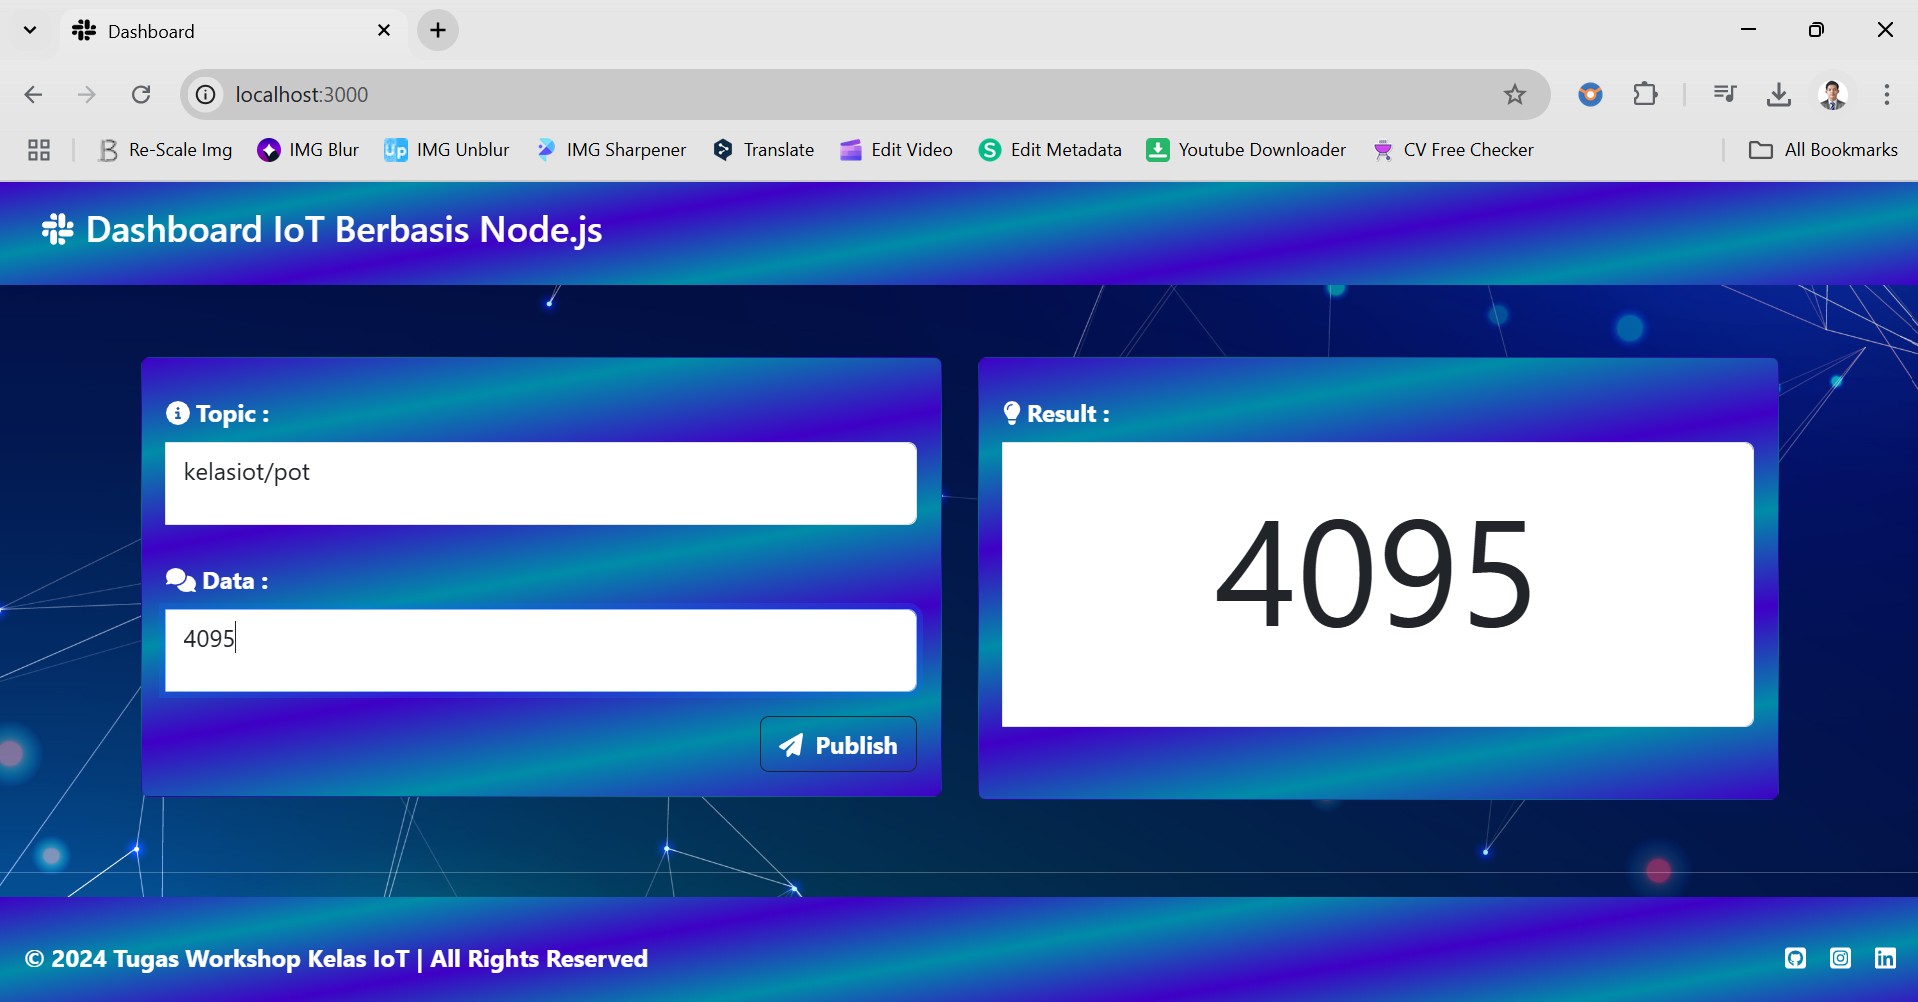 Dashboard
localhost:3000
Re-Scale Img
IMG Blur
Up
IMG Unblur
IMG Sharpener
Translate
Edit Video
S
Edit Metadata
Youtube Downloader
CV Free Checker
All Bookmarks
Dashboard IoT Berbasis Node.js
Topic :
kelasiot/pot
Data :
4095
Publish
Result :
4095
© 2024 Tugas Workshop Kelas IoT | All Rights Reserved
in